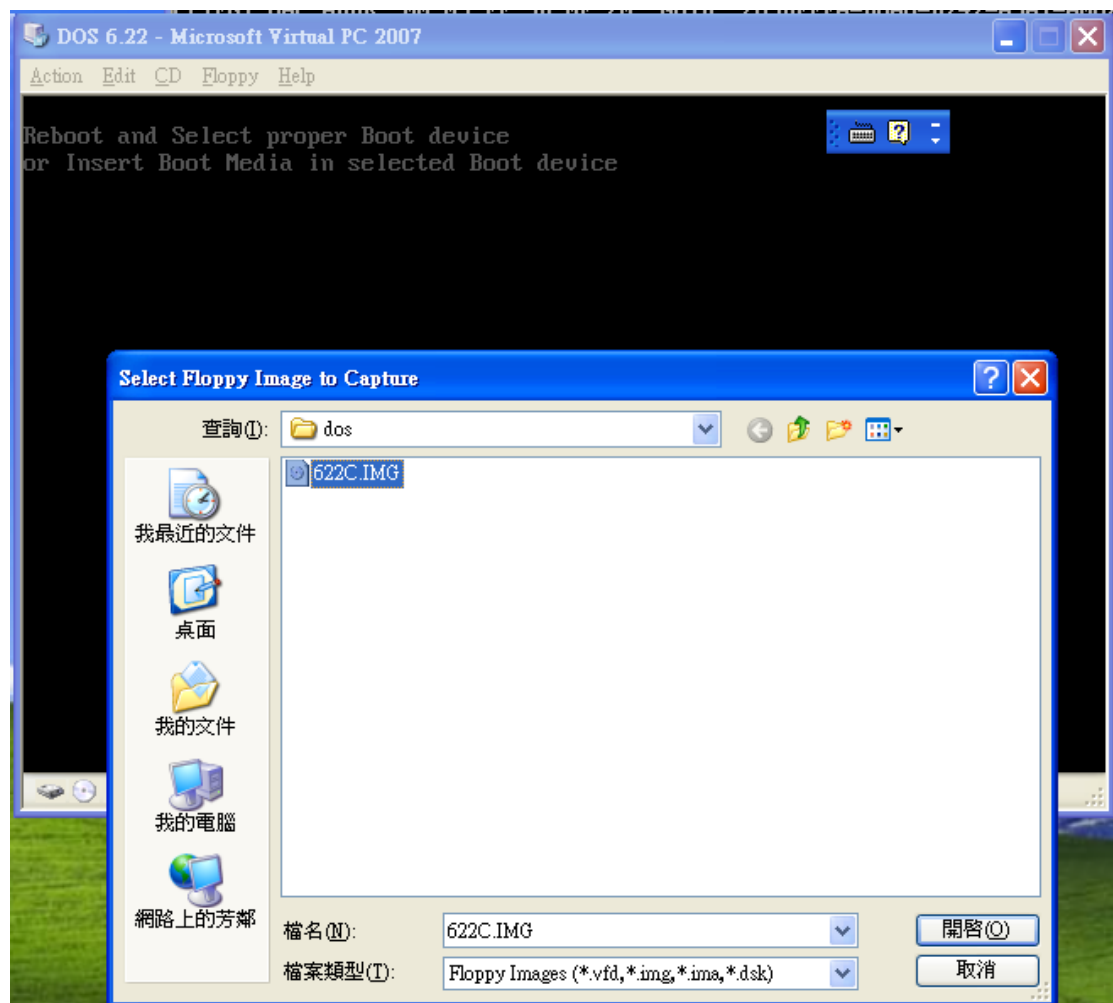 DOS 6.22 - Microsoft Virtual PC 2007
Action Edit CD Floppy Help
Reboot and Select proper Boot device
or Insert Boot Media in selected Boot device
Select Floppy Image to Capture
查詢(I): dos
622C.IMG
我最近的文件
桌面
我的文件
我的電腦
網路上的芳鄰
檔名(N): 622C.IMG 開啓(O)
檔案類型(T): Floppy Images (*.vfd,*.img,*.ima,*.dsk) 取消